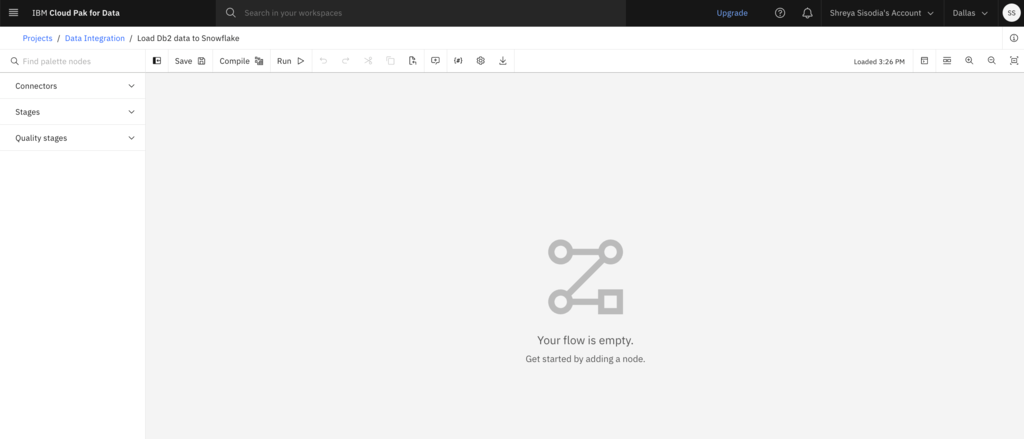 IBM Cloud Pak for Data
Search in your workspaces
Upgrade
Shreya Sisodia's Account
Dallas
SS
Projects / Data Integration / Load Db2 data to Snowflake
Find palette nodes
Save
Compile
Run
Loaded 3:26 PM
Connectors
Stages
Quality stages
Your flow is empty.
Get started by adding a node.